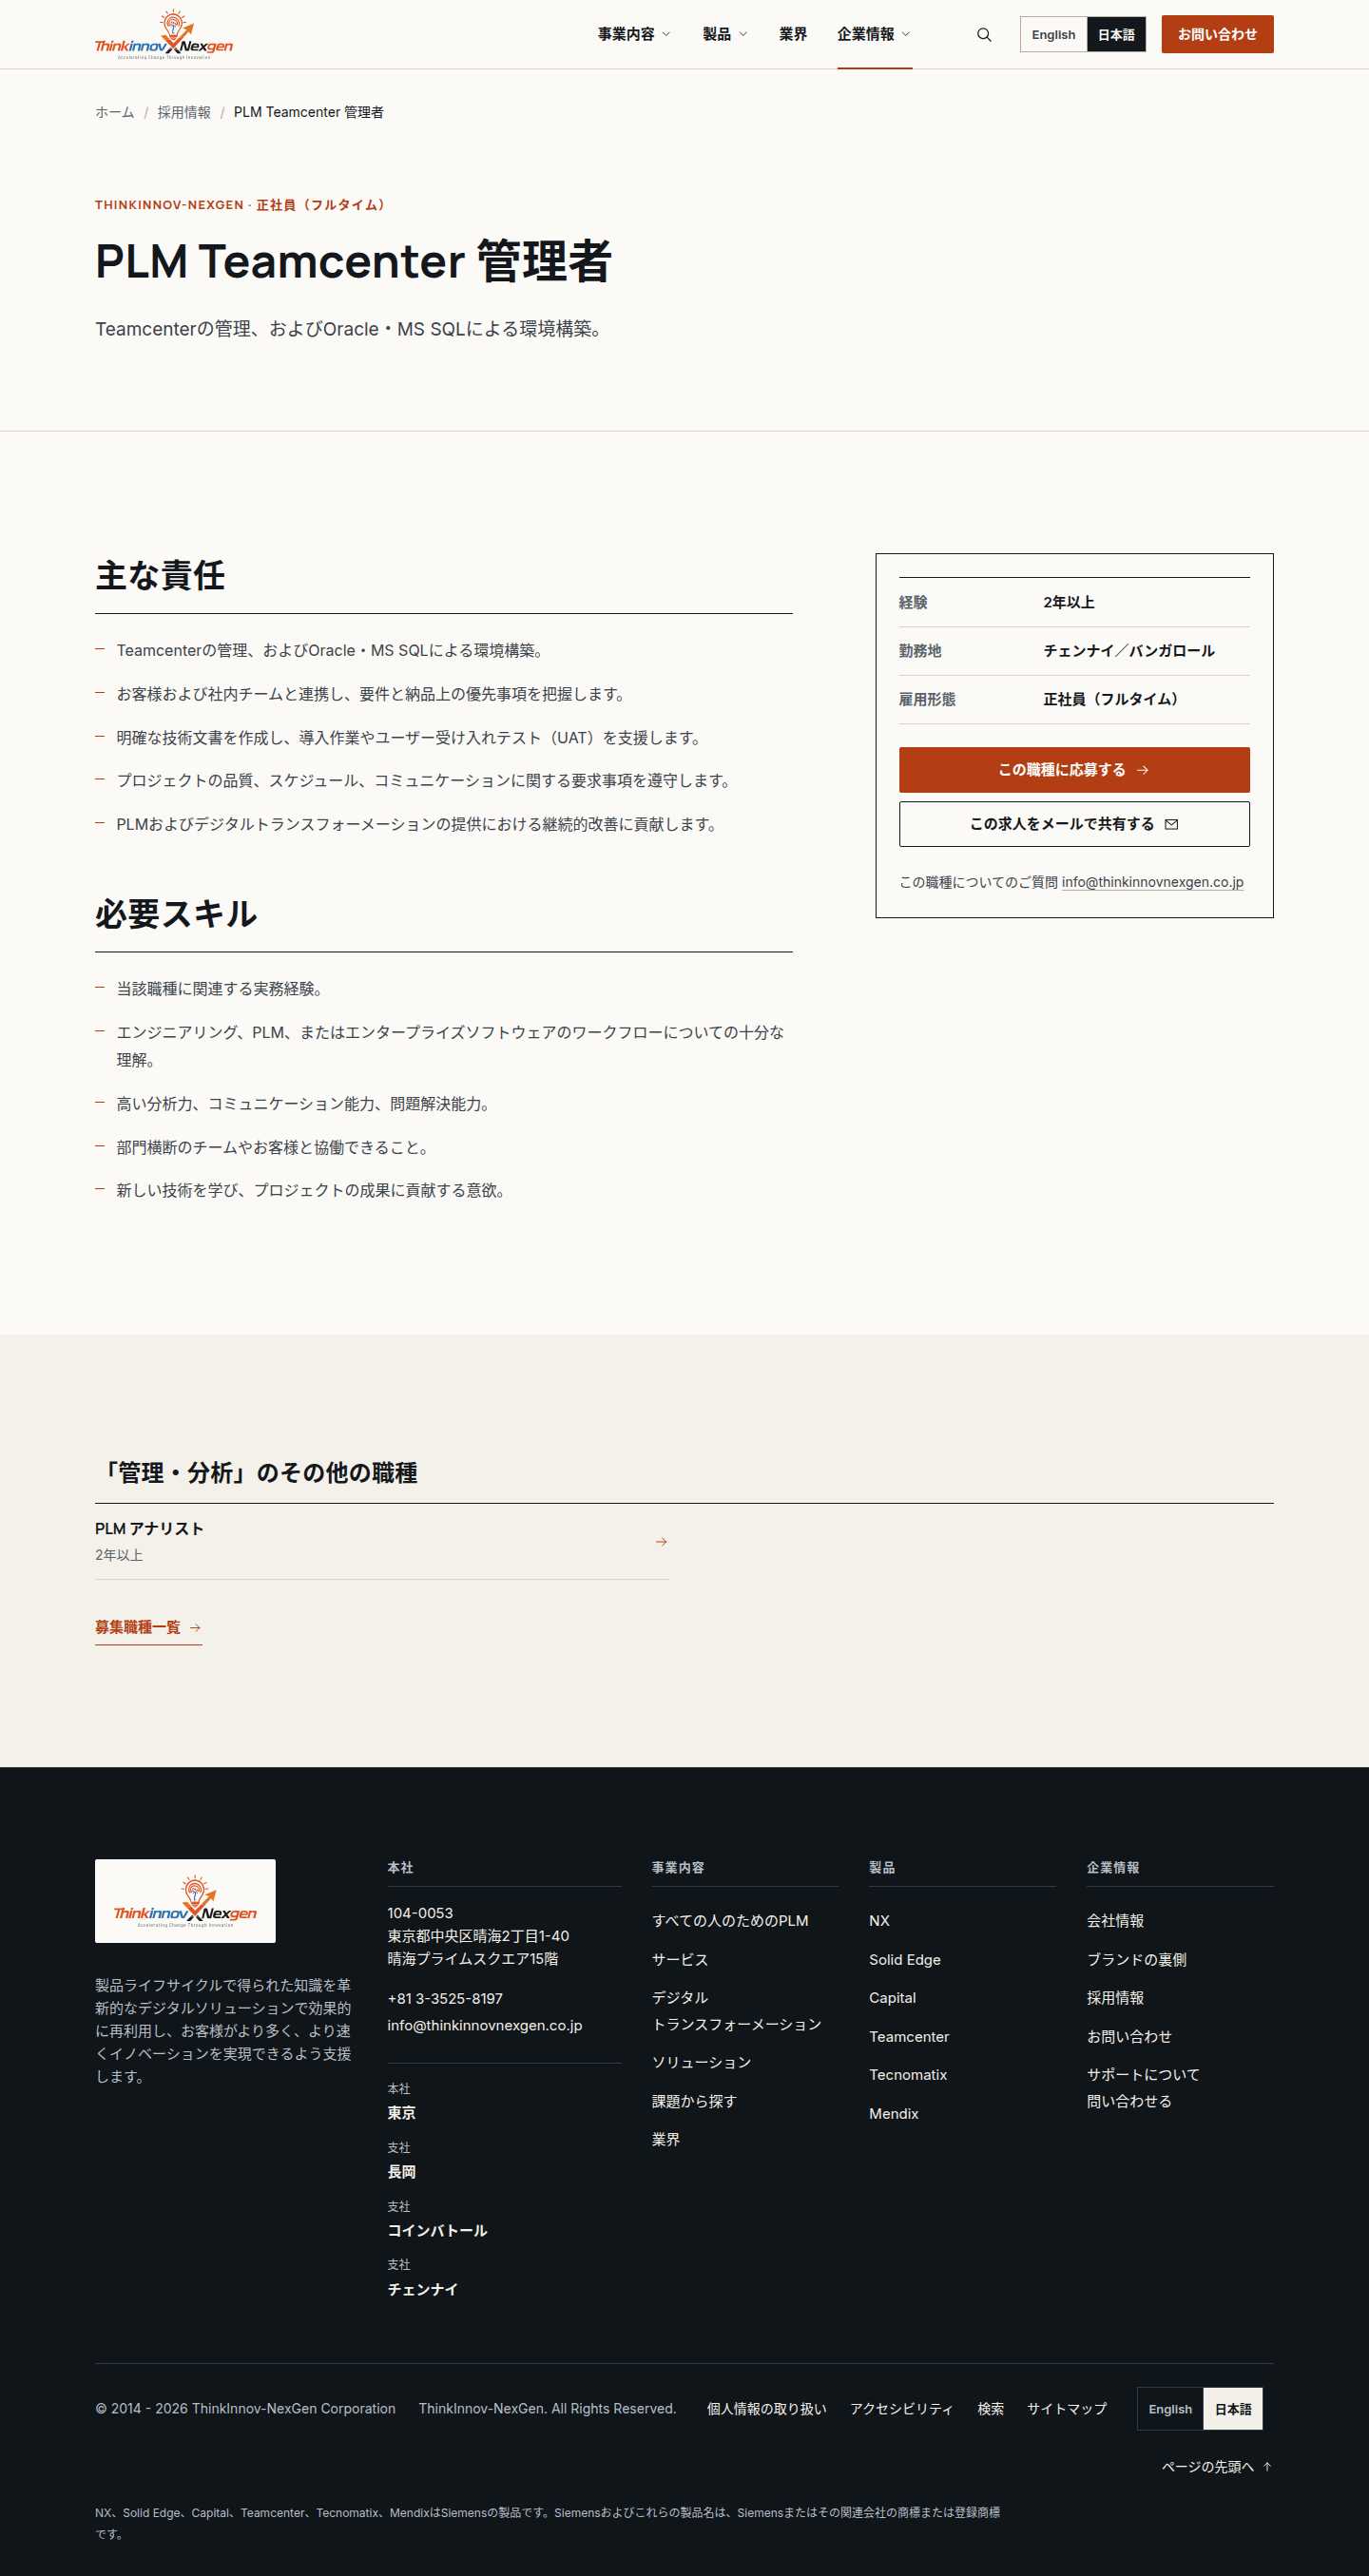 ThinkinnovXNexgen
Accelerating Change Through Innovation
事業内容
製品
業界
企業情報
English
日本語
お問い合わせ
ホーム / 採用情報 / PLM Teamcenter 管理者
THINKINNOV-NEXGEN · 正社員（フルタイム）
PLM Teamcenter 管理者
Teamcenterの管理、およびOracle・MS SQLによる環境構築。
主な責任
Teamcenterの管理、およびOracle・MS SQLによる環境構築。
お客様および社内チームと連携し、要件と納品上の優先事項を把握します。
明確な技術文書を作成し、導入作業やユーザー受け入れテスト（UAT）を支援します。
プロジェクトの品質、スケジュール、コミュニケーションに関する要求事項を遵守します。
PLMおよびデジタルトランスフォーメーションの提供における継続的改善に貢献します。
必要スキル
当該職種に関連する実務経験。
エンジニアリング、PLM、またはエンタープライズソフトウェアのワークフローについての十分な
理解。
高い分析力、コミュニケーション能力、問題解決能力。
部門横断のチームやお客様と協働できること。
新しい技術を学び、プロジェクトの成果に貢献する意欲。
経験 2年以上
勤務地 チェンナイ／バンガロール
雇用形態 正社員（フルタイム）
この職種に応募する →
この求人をメールで共有する
この職種についてのご質問 info@thinkinnovnexgen.co.jp
「管理・分析」のその他の職種
PLM アナリスト
2年以上
→
募集職種一覧 →
ThinkinnovXNexgen
Accelerating Change Through Innovation
製品ライフサイクルで得られた知識を革
新的なデジタルソリューションで効果的
に再利用し、お客様がより多く、より速
くイノベーションを実現できるよう支援
します。
本社
104-0053
東京都中央区晴海2丁目1-40
晴海プライムスクエア15階
+81 3-3525-8197
info@thinkinnovnexgen.co.jp
本社
東京
支社
長岡
支社
コインバトール
支社
チェンナイ
事業内容
すべての人のためのPLM
サービス
デジタル
トランスフォーメーション
ソリューション
課題から探す
業界
製品
NX
Solid Edge
Capital
Teamcenter
Tecnomatix
Mendix
企業情報
会社情報
ブランドの裏側
採用情報
お問い合わせ
サポートについて
問い合わせる
© 2014 - 2026 ThinkInnov-NexGen Corporation
ThinkInnov-NexGen. All Rights Reserved.
個人情報の取り扱い
アクセシビリティ
検索
サイトマップ
English
日本語
ページの先頭へ ↑
NX、Solid Edge、Capital、Teamcenter、Tecnomatix、MendixはSiemensの製品です。Siemensおよびこれらの製品名は、Siemensまたはその関連会社の商標または登録商標
です。